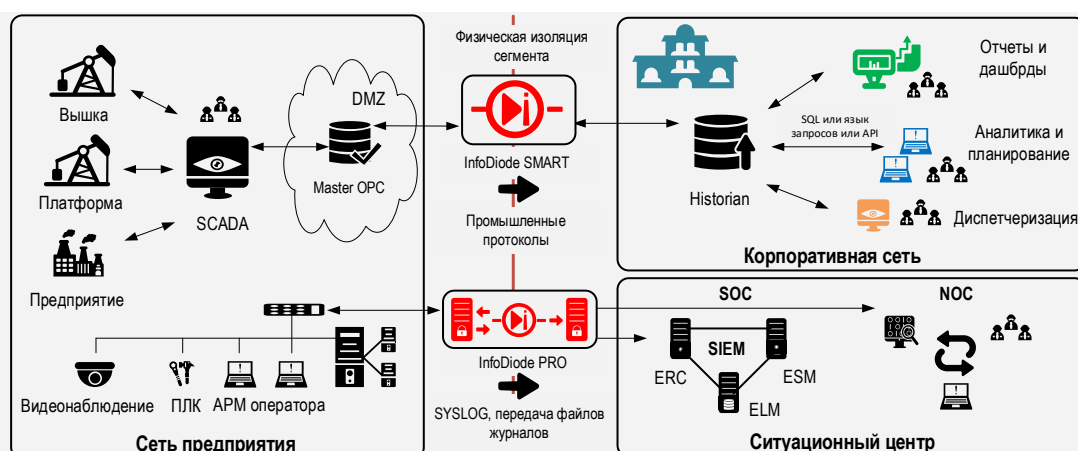 Вышка
Платформа
Предприятие
SCADA
DMZ
Master OPC
Видеонаблюдение
ПЛК
АРМ оператора
Сеть предприятия
Физическая изоляция
сегмента
InfoDiode SMART
Промышленные
протоколы
InfoDiode PRO
SYSLOG, передача файлов
журналов
Historian
SQL или язык
запросов или API
Отчеты и
дашбрды
Аналитика и
планирование
Диспетчеризация
Корпоративная сеть
SOC
NOC
SIEM
ERC
ESM
ELM
Ситуационный центр